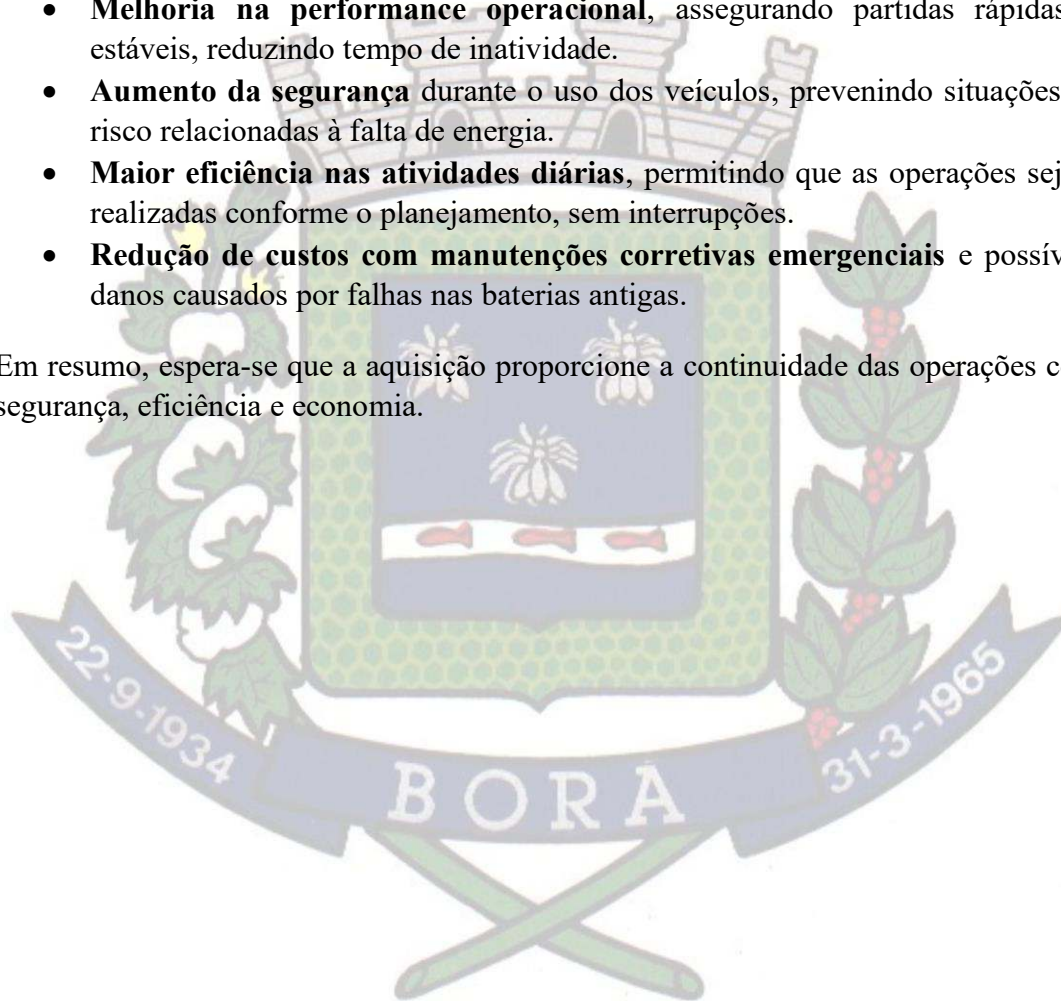 • Melhoria na performance operacional, assegurando partidas rápidas
estáveis, reduzindo tempo de inatividade.
• Aumento da segurança durante o uso dos veículos, prevenindo situações
risco relacionadas à falta de energia.
• Maior eficiência nas atividades diárias, permitindo que as operações sej
realizadas conforme o planejamento, sem interrupções.
• Redução de custos com manutenções corretivas emergenciais e possív
danos causados por falhas nas baterias antigas.
Em resumo, espera-se que a aquisição proporcione a continuidade das operações c
segurança, eficiência e economia.
22-9-1934
BORÁ
31-3-1965